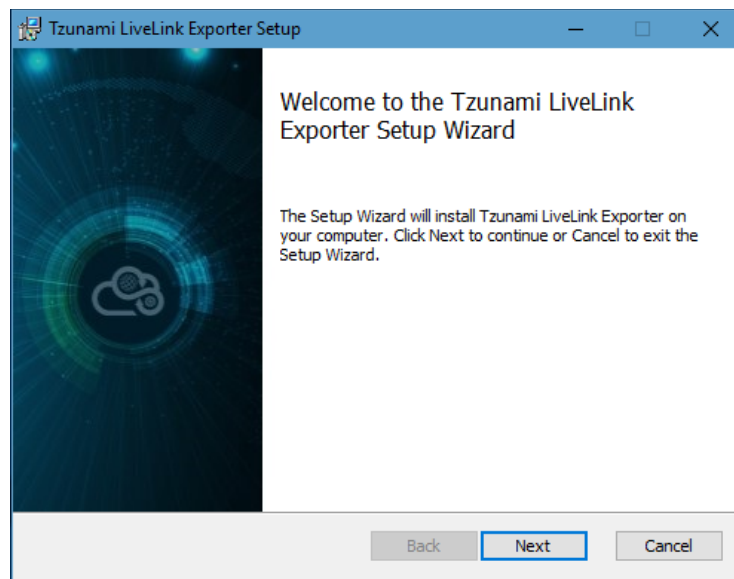 Tzunami LiveLink Exporter Setup
Welcome to the Tzunami LiveLink
Exporter Setup Wizard
The Setup Wizard will install Tzunami LiveLink Exporter on
your computer. Click Next to continue or Cancel to exit the
Setup Wizard.
Back Next Cancel